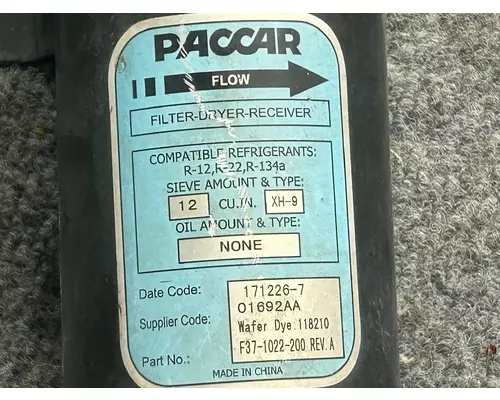 PACCAR
FLOW
FILTER-DRYER-RECEIVER
COMPATIBLE REFRIGERANTS:
R-12,R-22,R-134a
SIEVE AMOUNT & TYPE:
12 CU.IN. XH-9
OIL AMOUNT & TYPE:
NONE
Date Code: 171226-7
01692AA
Supplier Code: Wafer Dye.118210
Part No.: F37-1022-200 REV.A
MADE IN CHINA